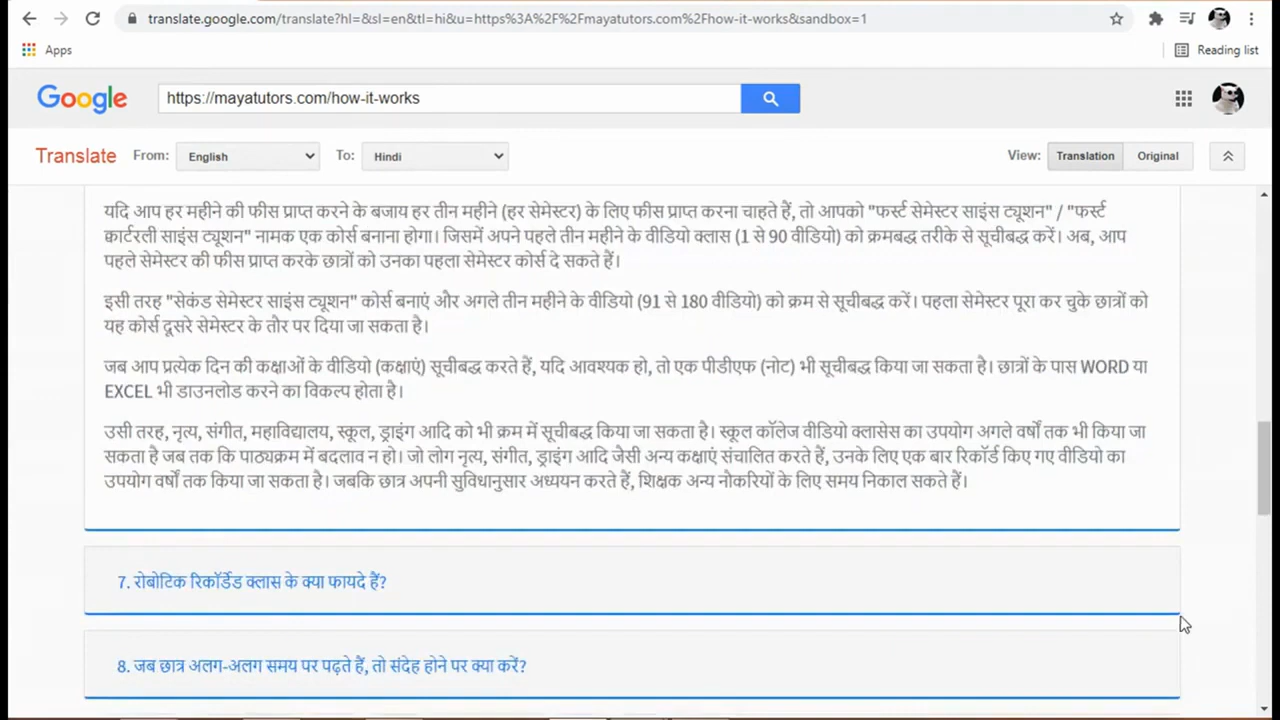 translate.google.com/translate?hl=&sl=en&tl=hi&u=https%3A%2F%2Fmayatutors.com%2Fhow-it-works&sandbox=1
Apps
Reading list
Google
https://mayatutors.com/how-it-works
Translate From: English To: Hindi View: Translation Original
यदि आप हर महीने की फीस प्राप्त करने के बजाय हर तीन महीने (हर सेमेस्टर) के लिए फीस प्राप्त करना चाहते हैं, तो आपको "फर्स्ट सेमेस्टर साइंस ट्यूशन" / "फर्स्ट
क्वार्टरली साइंस ट्यूशन" नामक एक कोर्स बनाना होगा। जिसमें अपने पहले तीन महीने के वीडियो क्लास (1 से 90 वीडियो) को क्रमबद्ध तरीके से सूचीबद्ध करें। अब, आप
पहले सेमेस्टर की फीस प्राप्त करके छात्रों को उनका पहला सेमेस्टर कोर्स दे सकते हैं।
इसी तरह "सेकंड सेमेस्टर साइंस ट्यूशन" कोर्स बनाएं और अगले तीन महीने के वीडियो (91 से 180 वीडियो) को क्रम से सूचीबद्ध करें। पहला सेमेस्टर पूरा कर चुके छात्रों को
यह कोर्स दूसरे सेमेस्टर के तौर पर दिया जा सकता है।
जब आप प्रत्येक दिन की कक्षाओं के वीडियो (कक्षाएं) सूचीबद्ध करते हैं, यदि आवश्यक हो, तो एक पीडीएफ (नोट) भी सूचीबद्ध किया जा सकता है। छात्रों के पास WORD या
EXCEL भी डाउनलोड करने का विकल्प होता है।
उसी तरह, नृत्य, संगीत, महाविद्यालय, स्कूल, ड्राइंग आदि को भी क्रम में सूचीबद्ध किया जा सकता है। स्कूल कॉलेज वीडियो क्लासेस का उपयोग अगले वर्षों तक भी किया जा
सकता है जब तक कि पाठ्यक्रम में बदलाव न हो। जो लोग नृत्य, संगीत, ड्राइंग आदि जैसी अन्य कक्षाएं संचालित करते हैं, उनके लिए एक बार रिकॉर्ड किए गए वीडियो का
उपयोग वर्षों तक किया जा सकता है। जबकि छात्र अपनी सुविधानुसार अध्ययन करते हैं, शिक्षक अन्य नौकरियों के लिए समय निकाल सकते हैं।
7. रोबोटिक रिकॉर्डेड क्लास के क्या फायदे हैं?
8. जब छात्र अलग-अलग समय पर पढ़ते हैं, तो संदेह होने पर क्या करें?